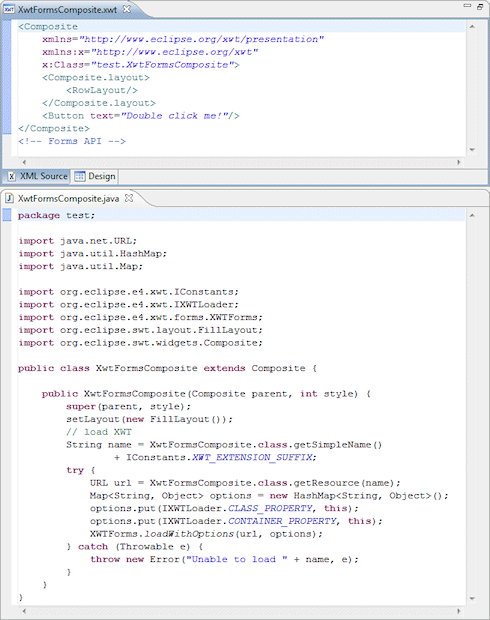 XwtFormsComposite.xwt
<Composite
    xmlns="http://www.eclipse.org/xwt/presentation"
    xmlns:x="http://www.eclipse.org/xwt"
    x:Class="test.XwtFormsComposite">
    <Composite.layout>
        <RowLayout/>
    </Composite.layout>
    <Button text="Double click me!"/>
</Composite>
<!-- Forms API -->
XML Source Design
XwtFormsComposite.java
package test;

import java.net.URL;
import java.util.HashMap;
import java.util.Map;

import org.eclipse.e4.xwt.IConstants;
import org.eclipse.e4.xwt.IXWTLoader;
import org.eclipse.e4.xwt.forms.XWTForms;
import org.eclipse.swt.layout.FillLayout;
import org.eclipse.swt.widgets.Composite;

public class XwtFormsComposite extends Composite {

    public XwtFormsComposite(Composite parent, int style) {
        super(parent, style);
        setLayout(new FillLayout());
        // load XWT
        String name = XwtFormsComposite.class.getSimpleName()
                + IConstants.XWT_EXTENSION_SUFFIX;
        try {
            URL url = XwtFormsComposite.class.getResource(name);
            Map<String, Object> options = new HashMap<String, Object>();
            options.put(IXWTLoader.CLASS_PROPERTY, this);
            options.put(IXWTLoader.CONTAINER_PROPERTY, this);
            XWTForms.loadWithOptions(url, options);
        } catch (Throwable e) {
            throw new Error("Unable to load " + name, e);
        }
    }
}